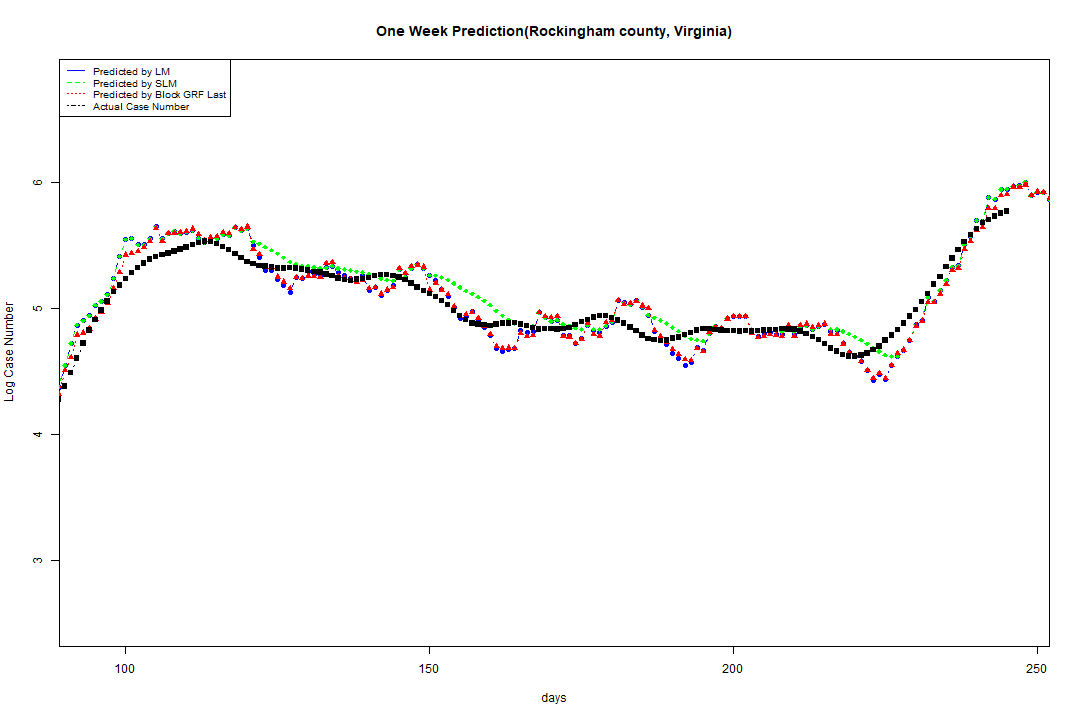 One Week Prediction(Rockingham county, Virginia)
Predicted by LM
Predicted by SLM
Predicted by Block GRF Last
Actual Case Number
6
5
4
3
Log Case Number
100 150 200 250
days